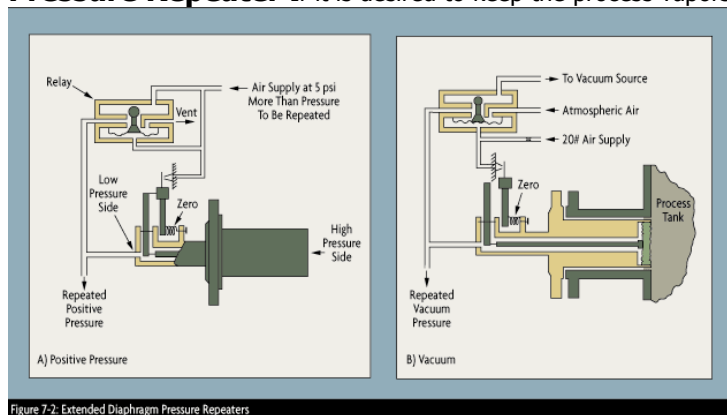 Pressure Repeater If it is desired to keep the process vapors
Relay
Air Supply at 5 psi
More Than Pressure
To Be Repeated
Vent
Low
Pressure
Side
Zero
High
Pressure
Side
Repeated
Positive
Pressure
A) Positive Pressure
To Vacuum Source
Atmospheric Air
20# Air Supply
Zero
Process
Tank
Repeated
Vacuum
Pressure
B) Vacuum
Figure 7-2: Extended Diaphragm Pressure Repeaters